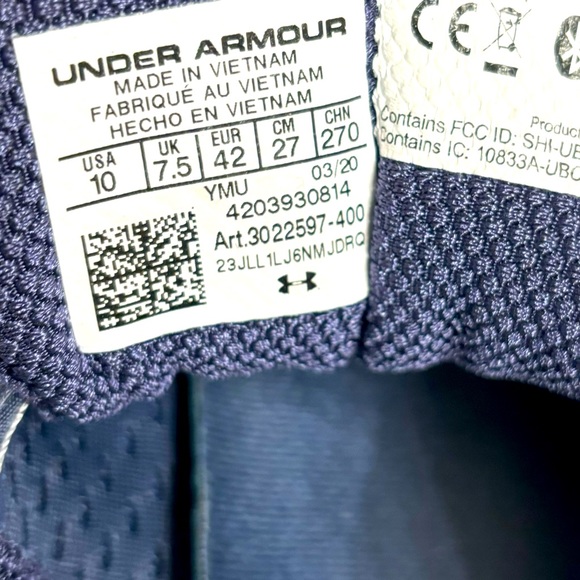 UNDER ARMOUR
MADE IN VIETNAM
FABRIQUÉ AU VIETNAM
HECHO EN VIETNAM
USA UK EUR CM CHN
10 7.5 42 27 270
YMU 03/20
4203930814
Art.3022597-400
23JLL1LJ6NMJDRQ
CE
Produc
Contains FCC ID: SHI-UB
Contains IC: 10833A-UBO